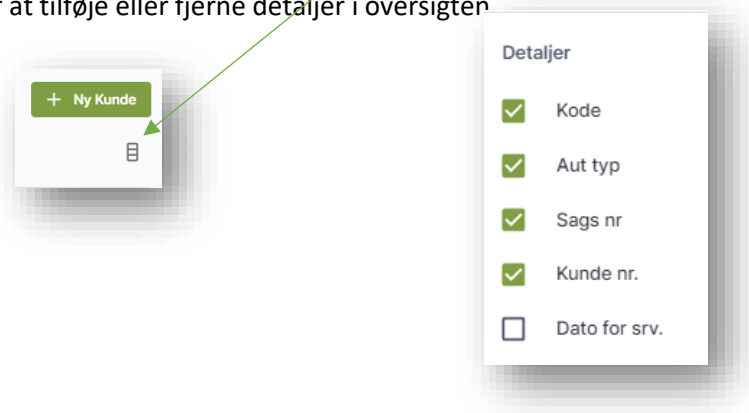 r at tilføje eller fjerne detaljer i oversigten
+ Ny Kunde
Detaljer
Kode
Aut typ
Sags nr
Kunde nr.
Dato for srv.